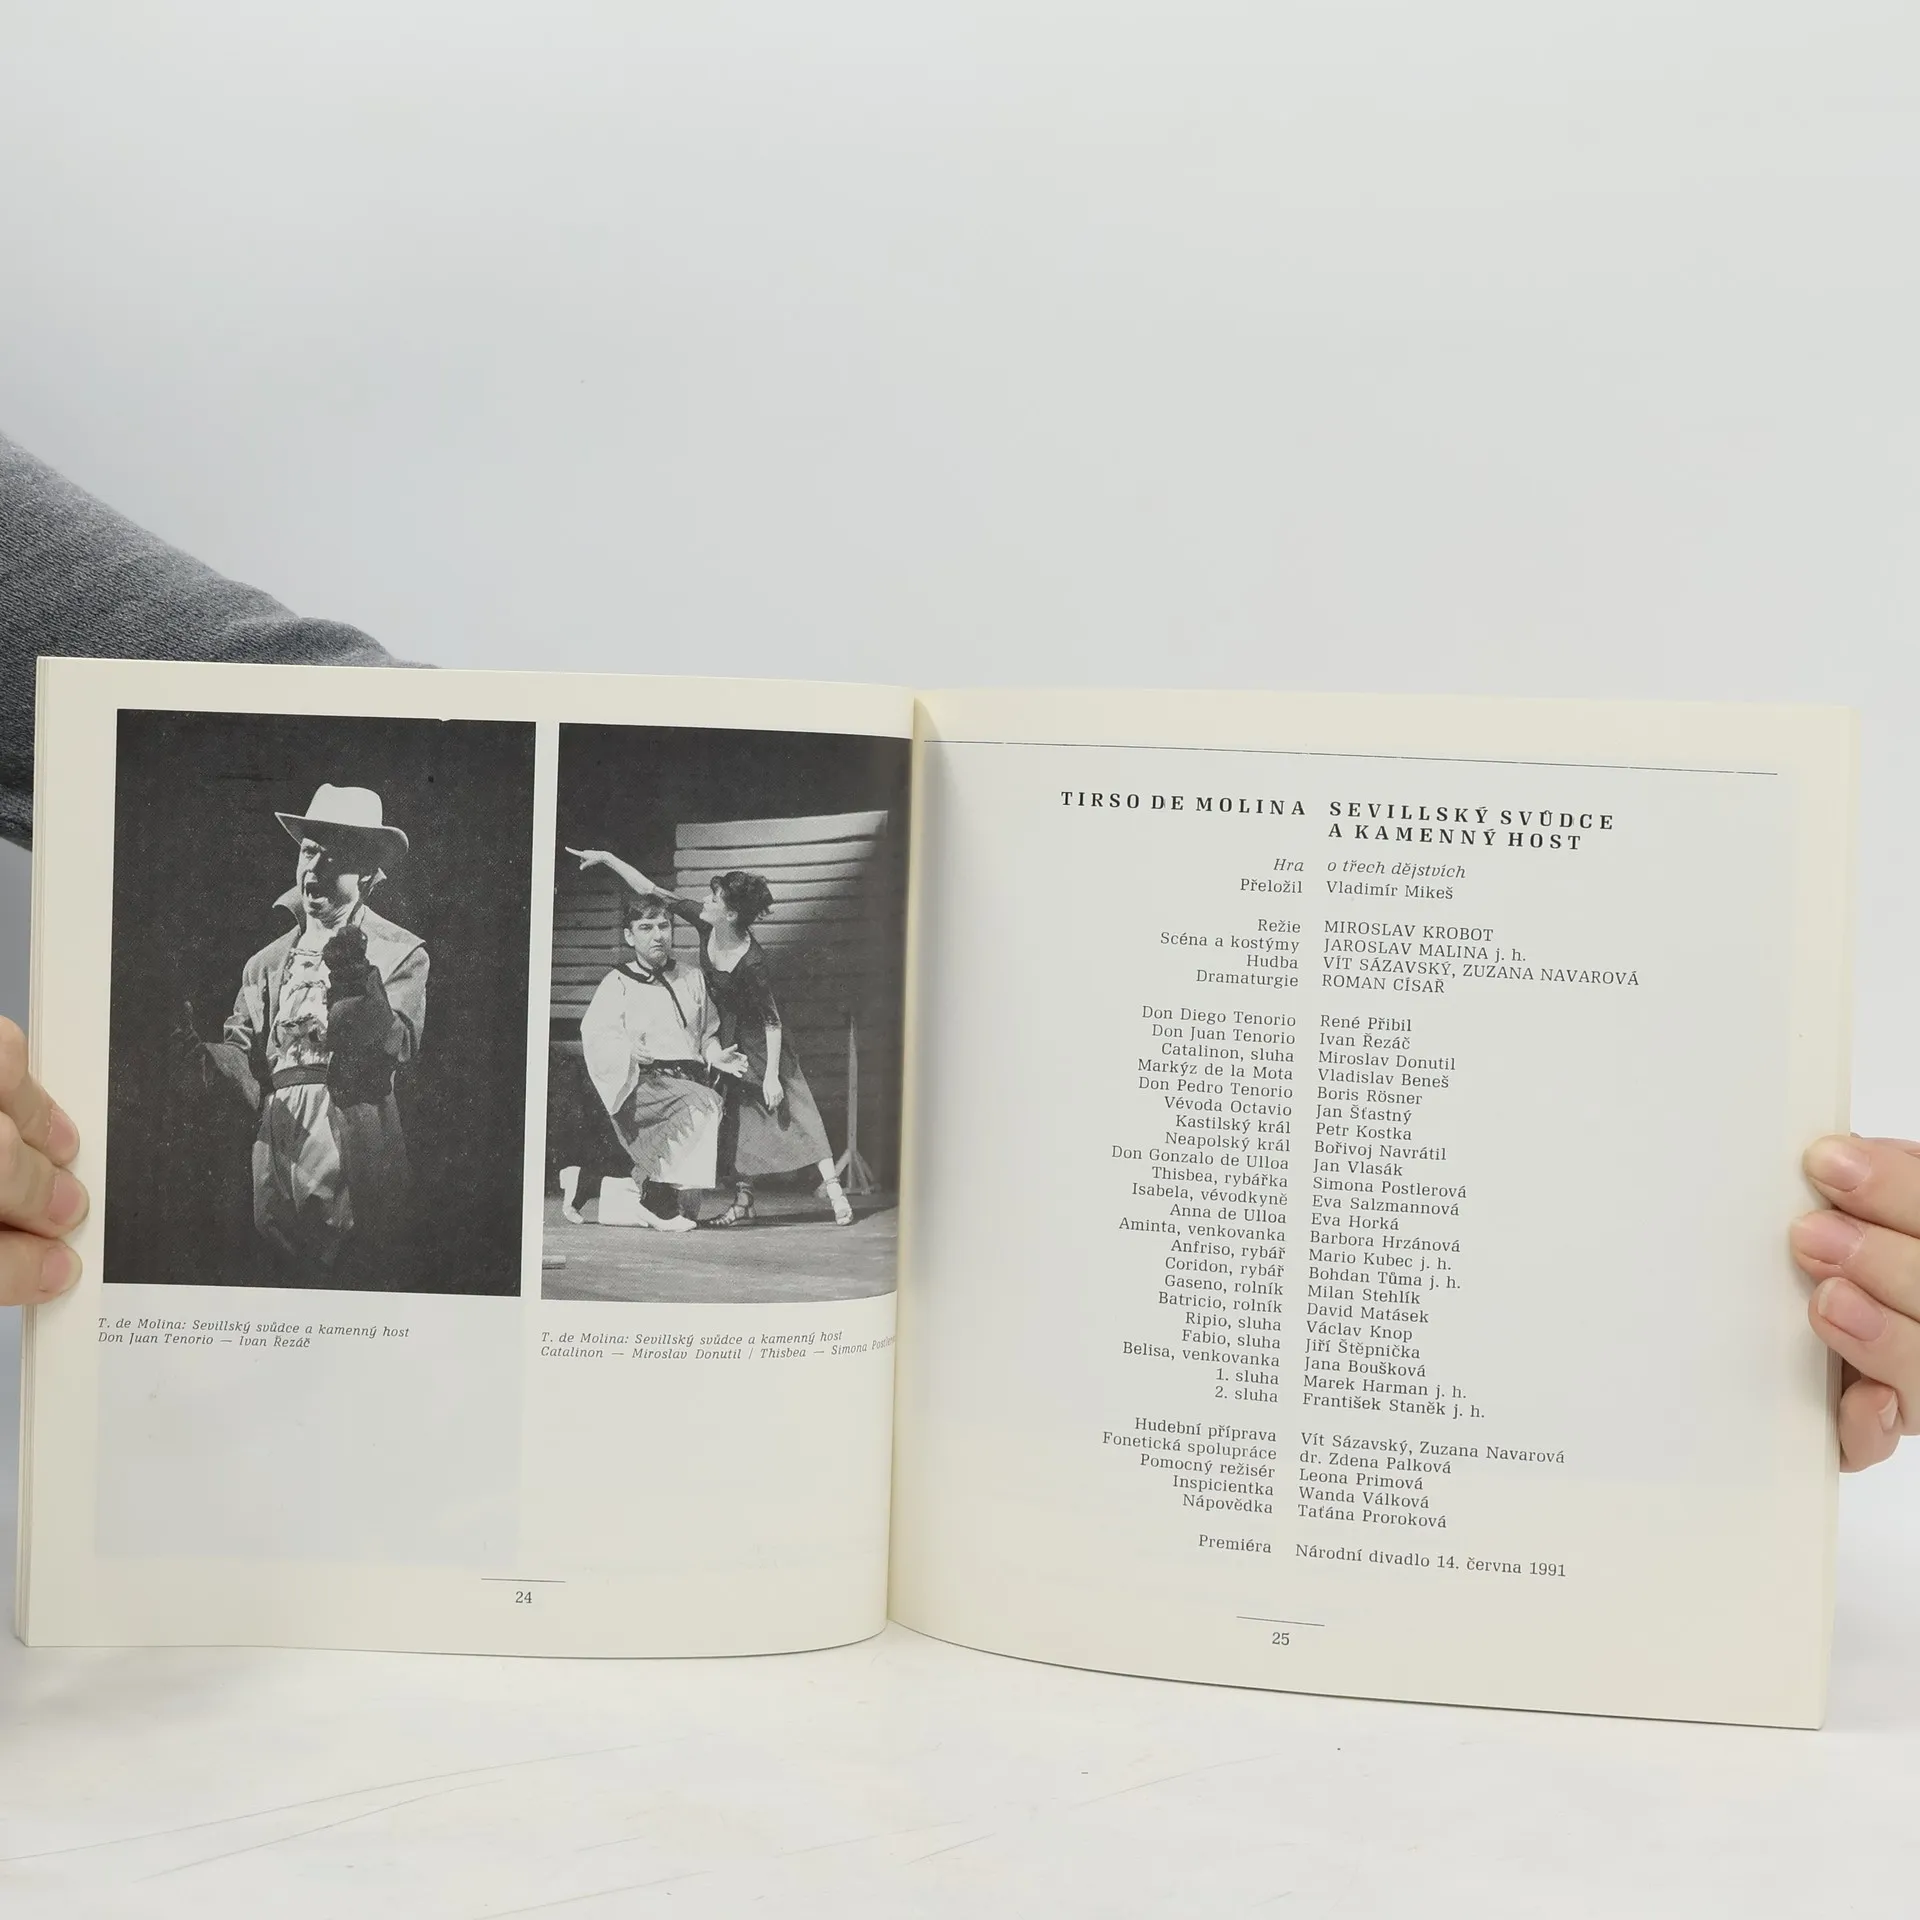 T. de Molina: Sevillský svůdce a kamenný host
Don Juan Tenorio — Ivan Řezáč
T. de Molina: Sevillský svůdce a kamenný host
Catalinon — Miroslav Donutil / Thisbea — Simona
24
TIRSO DE MOLINA SEVILLSKÝ SVŮDCE
A KAMENNÝ HOST
Hra o třech dějstvích
Přeložil Vladimír Mikeš
Režie MIROSLAV KROBOT
Scéna a kostýmy JAROSLAV MALINA j. h.
Hudba VÍT SÁZAVSKÝ, ZUZANA NAVAROVÁ
Dramaturgie ROMAN CÍSAŘ
Don Diego Tenorio René Přibil
Don Juan Tenorio Ivan Řezáč
Catalinon, sluha Miroslav Donutil
Markýz de la Mota Vladislav Beneš
Don Pedro Tenorio Boris Rösner
Vévoda Octavio Jan Šťastný
Kastilský král Petr Kostka
Neapolský král Bořivoj Navrátil
Don Gonzalo de Ulloa Jan Vlasák
Thisbea, rybářka Simona Postlerová
Isabela, vévodkyně Eva Salzmannová
Anna de Ulloa Eva Horká
Aminta, venkovanka Barbora Hrzánová
Anfriso, rybář Mario Kubec j. h.
Coridon, rybář Bohdan Tůma j. h.
Gaseno, rolník Milan Stehlík
Batricio, rolník David Matásek
Ripio, sluha Václav Knop
Fabio, sluha Jiří Štěpnička
Belisa, venkovanka Jana Boušková
1. sluha Marek Harman j. h.
2. sluha František Staněk j. h.
Hudební příprava Vít Sázavský, Zuzana Navarová
Fonetická spolupráce dr. Zdena Palková
Pomocný režisér Leona Primová
Inspicientka Wanda Válková
Nápovědka Taťána Proroková
Premiéra Národní divadlo 14. června 1991
25